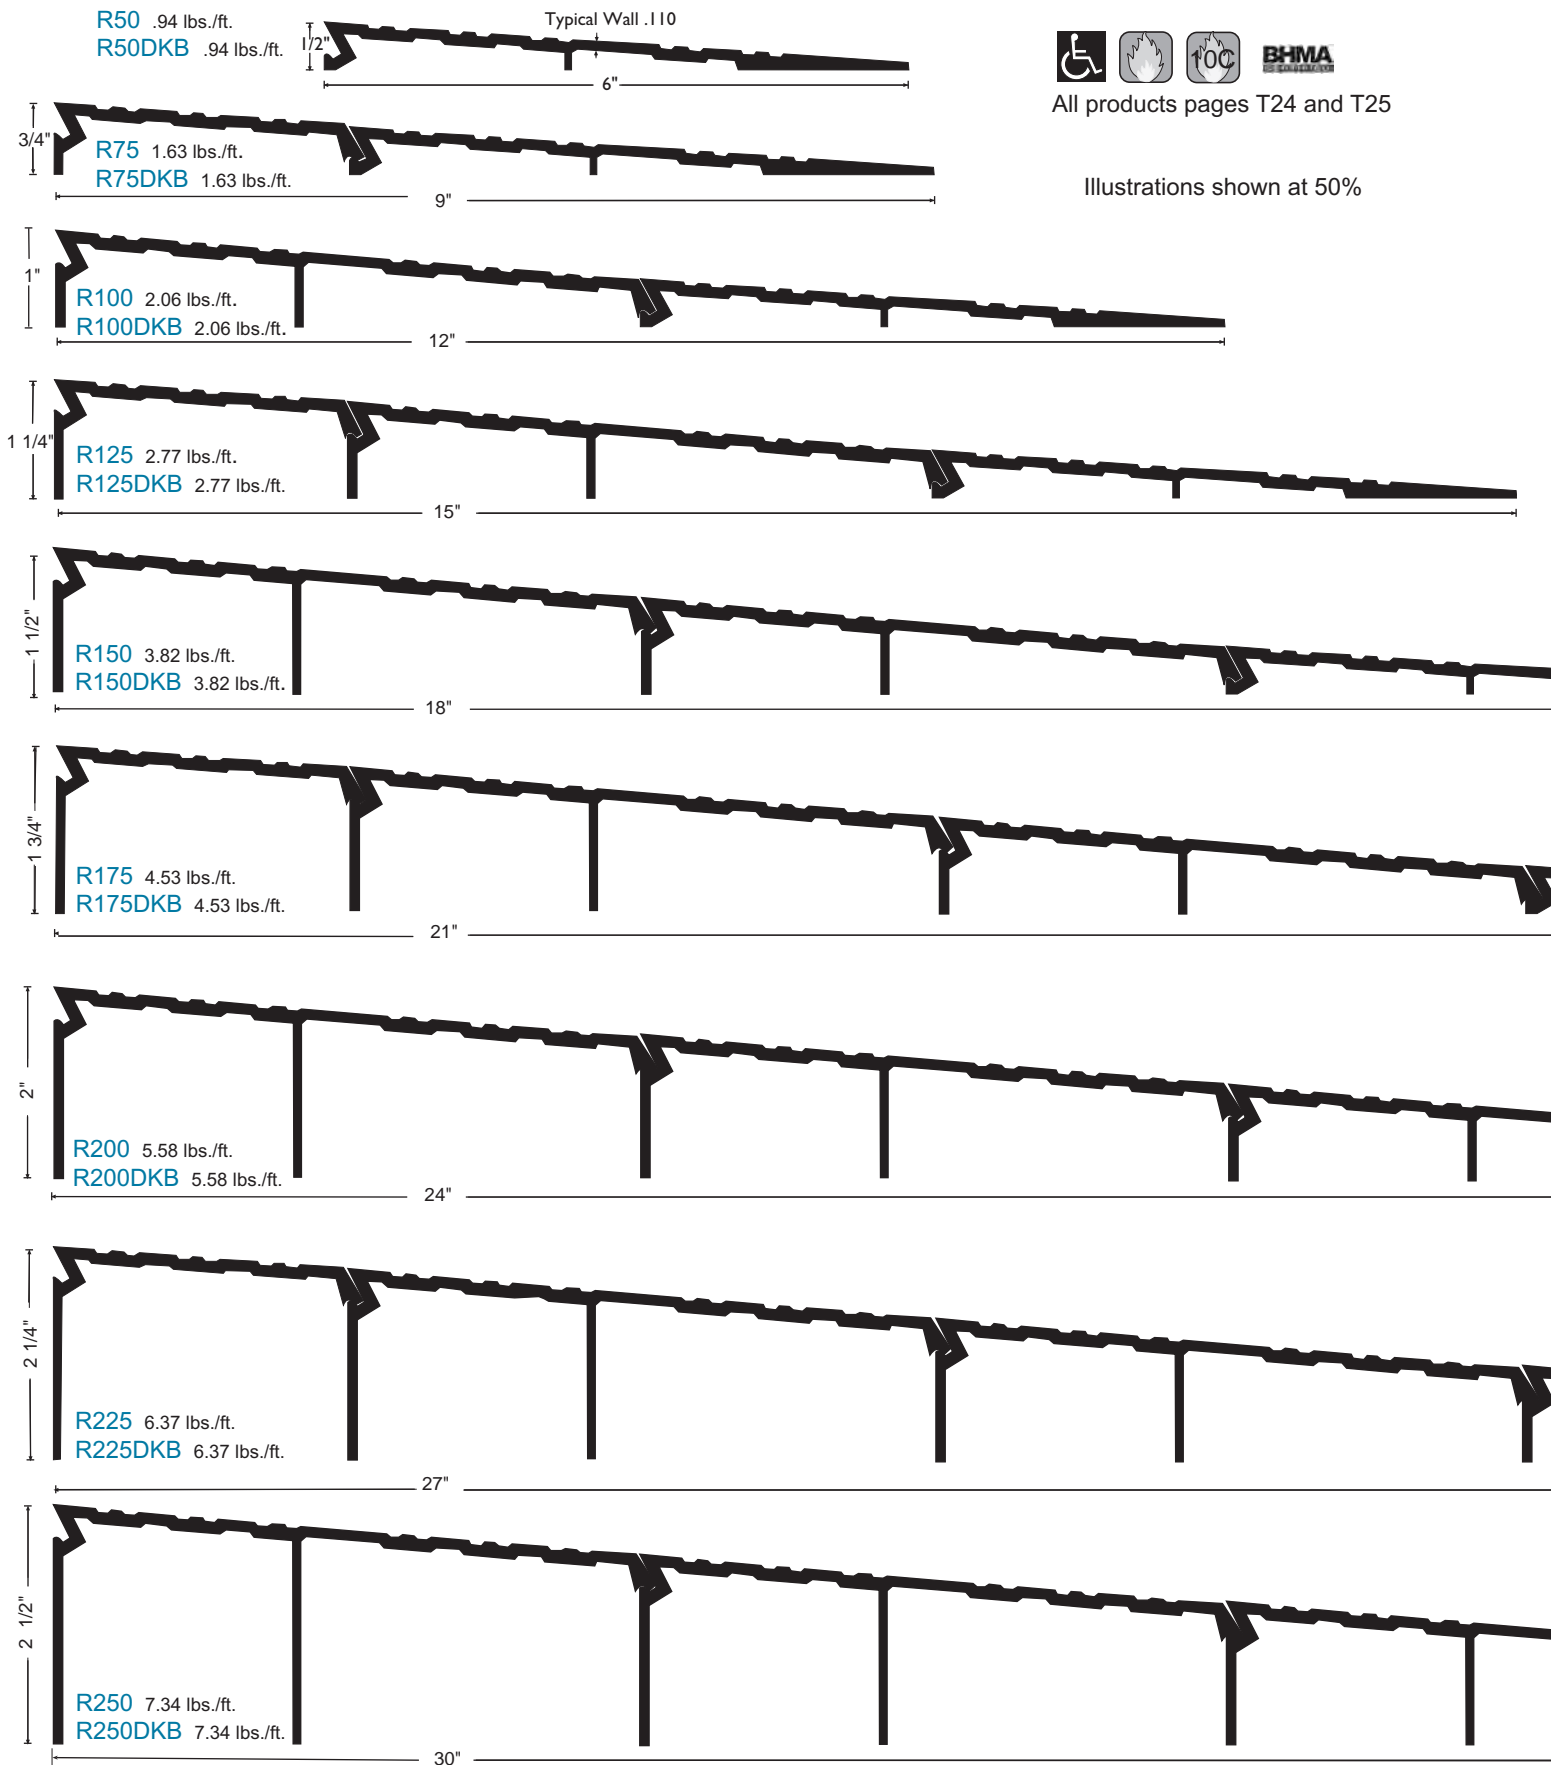 R50 .94 lbs./ft.
R50DKB .94 lbs./ft.
1/2"
Typical Wall .110
6"
10C
BHMA
All products pages T24 and T25
Illustrations shown at 50%
3/4"
R75 1.63 lbs./ft.
R75DKB 1.63 lbs./ft.
9"
1"
R100 2.06 lbs./ft.
R100DKB 2.06 lbs./ft.
12"
1 1/4"
R125 2.77 lbs./ft.
R125DKB 2.77 lbs./ft.
15"
1 1/2"
R150 3.82 lbs./ft.
R150DKB 3.82 lbs./ft.
18"
1 3/4"
R175 4.53 lbs./ft.
R175DKB 4.53 lbs./ft.
21"
2"
R200 5.58 lbs./ft.
R200DKB 5.58 lbs./ft.
24"
2 1/4"
R225 6.37 lbs./ft.
R225DKB 6.37 lbs./ft.
27"
2 1/2"
R250 7.34 lbs./ft.
R250DKB 7.34 lbs./ft.
30"